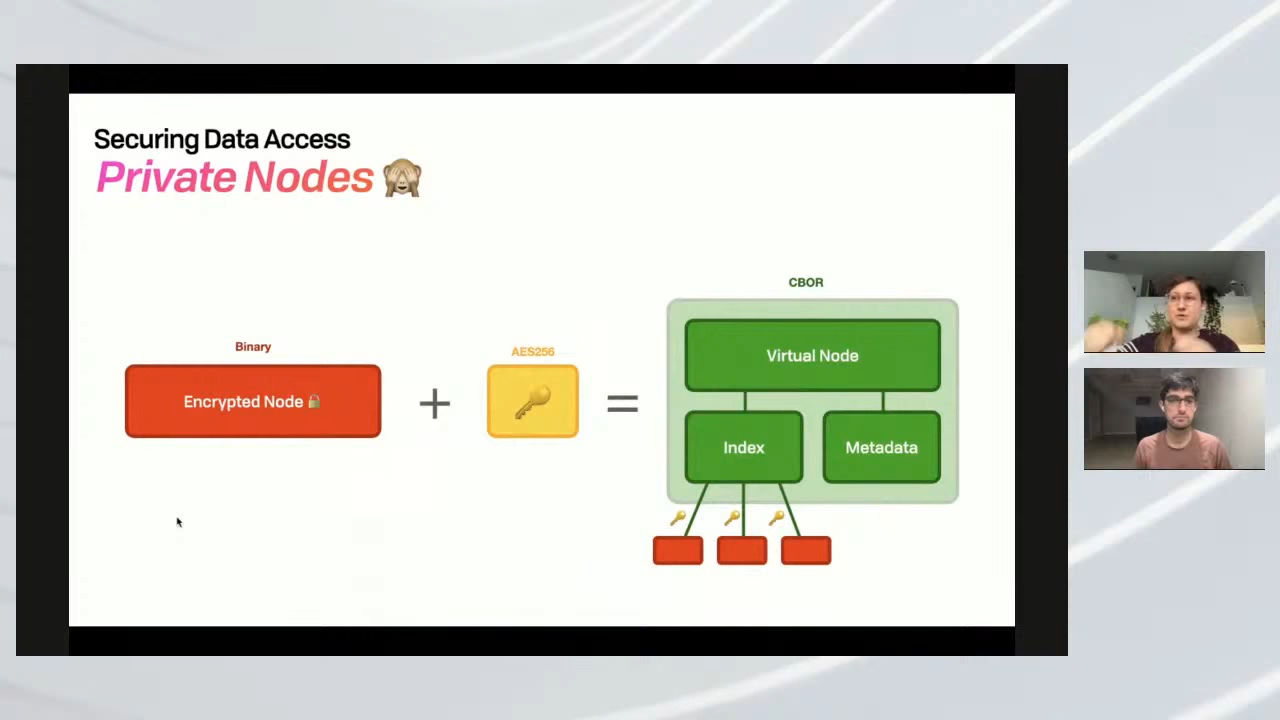 Securing Data Access
Private Nodes
CBOR
Binary
AES256
Virtual Node
Encrypted Node
Index
Metadata